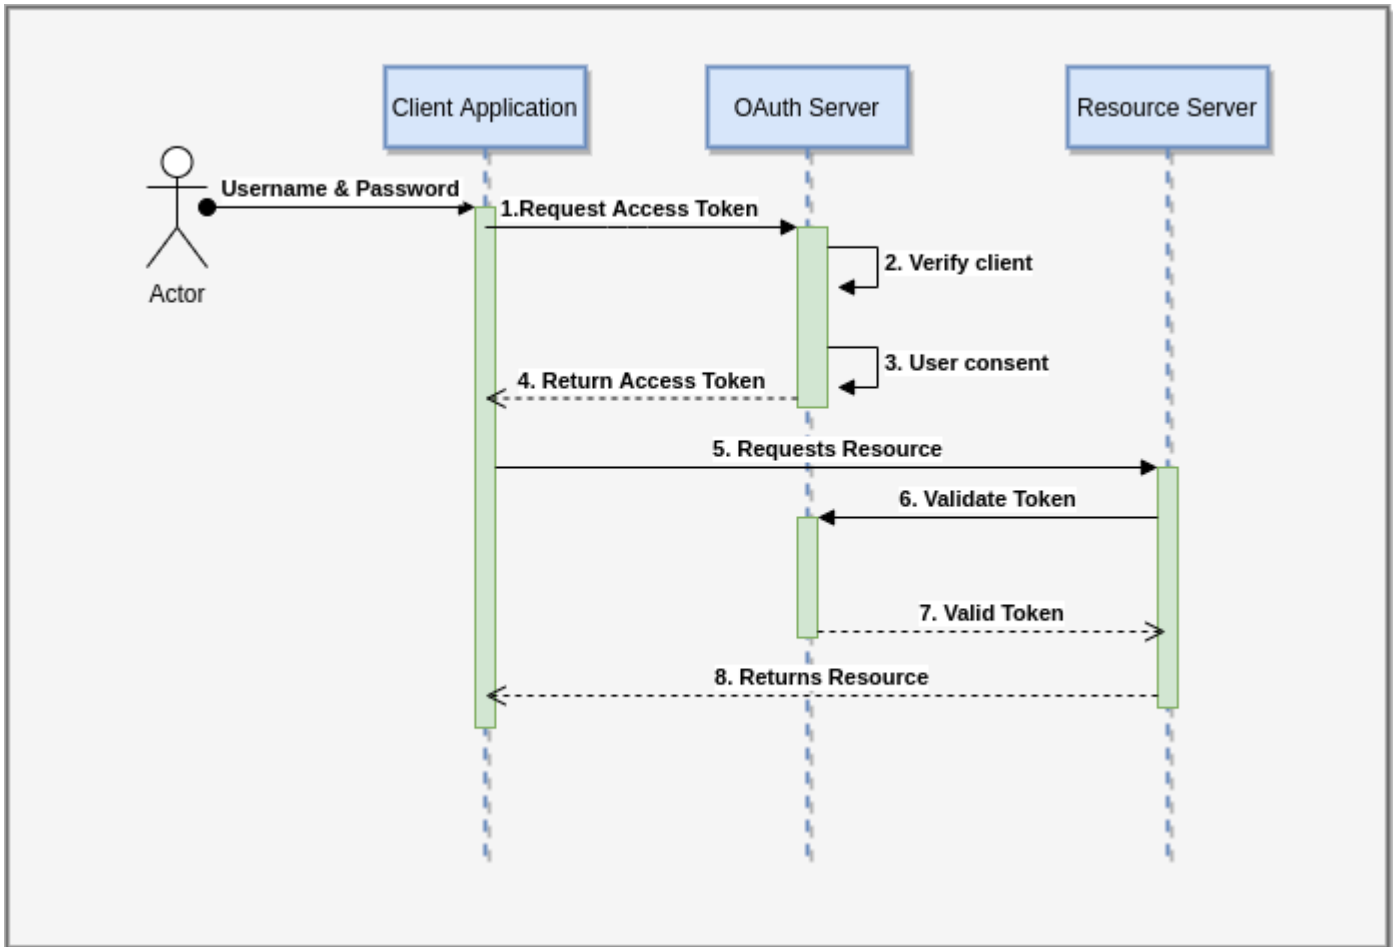 Client Application
OAuth Server
Resource Server
Username & Password
1.Request Access Token
2. Verify client
Actor
3. User consent
4. Return Access Token
5. Requests Resource
6. Validate Token
7. Valid Token
8. Returns Resource